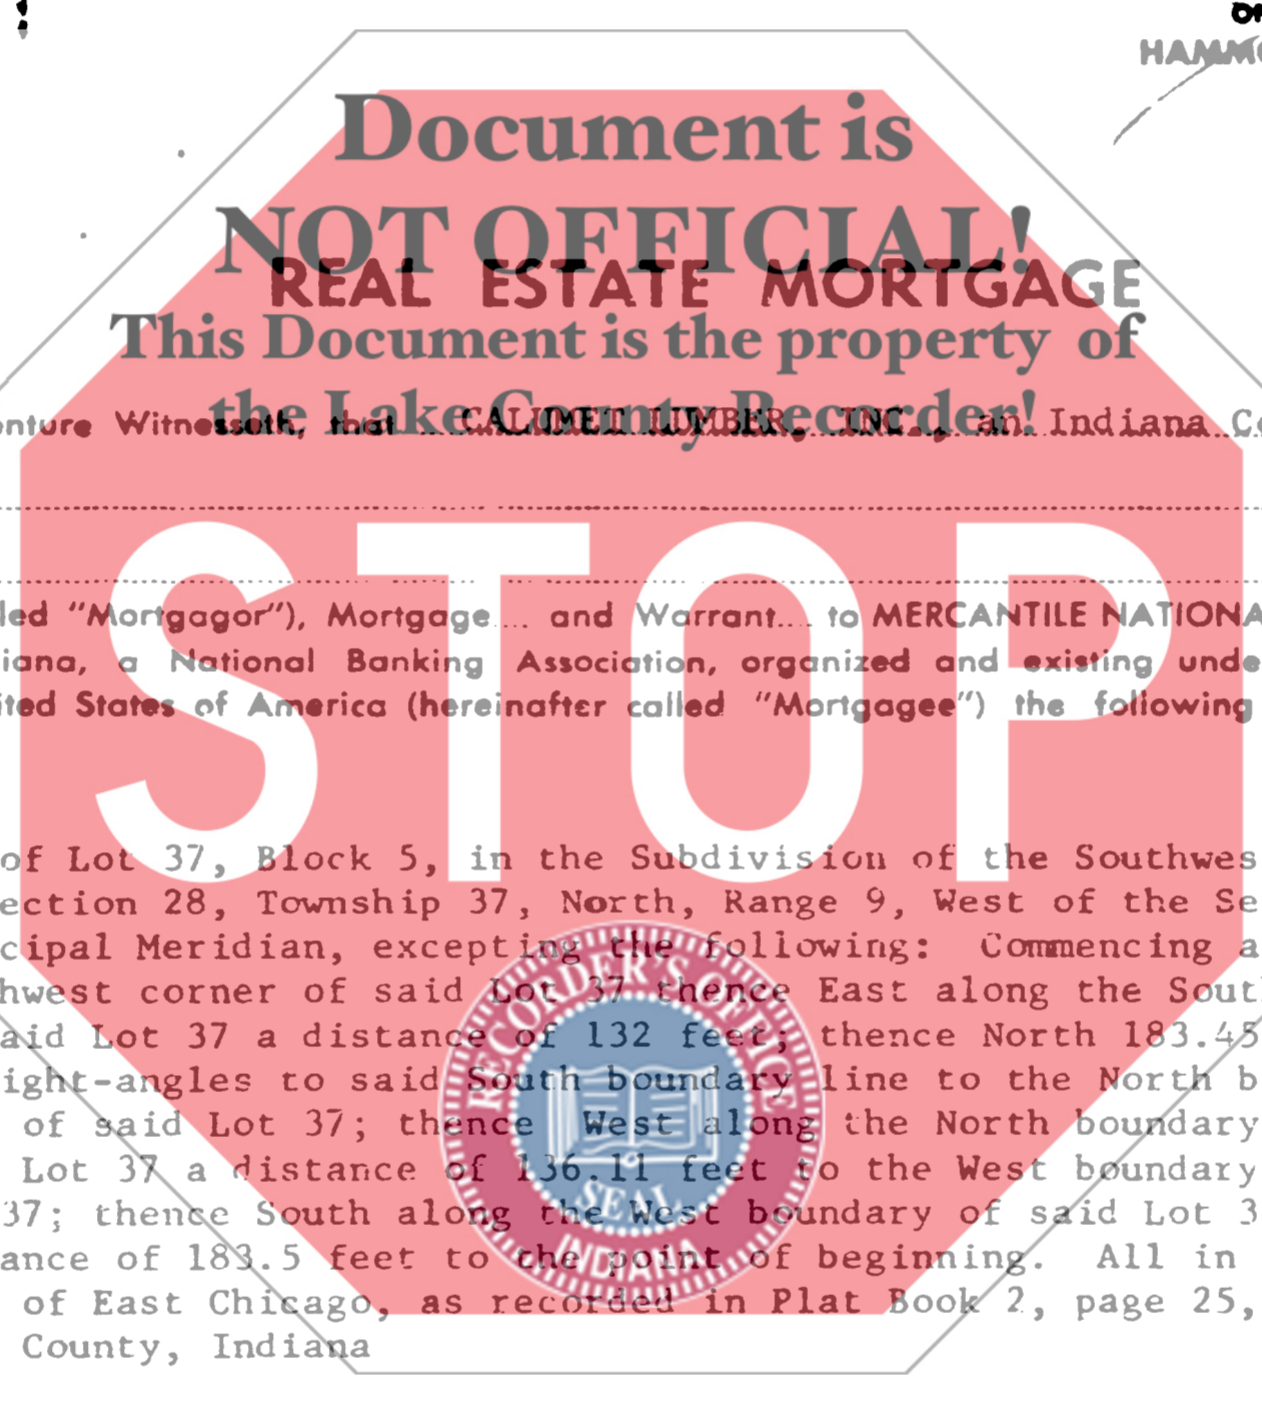 HAMM
Document is
NOT OFFICIAL!
REAL ESTATE MORTGAGE
This Document is the property of
the Lake County Recorder!
enture Witnesseth, that CALUMET LUMBER, INC., an Indiana Co
STOP
led "Mortgagor"), Mortgage.... and Warrant.... to MERCANTILE NATIONA
iana, a National Banking Association, organized and existing unde
ited States of America (hereinafter called "Mortgagee") the following
of Lot 37, Block 5, in the Subdivision of the Southwes
ection 28, Township 37, North, Range 9, West of the Se
cipal Meridian, excepting the following: Commencing a
hwest corner of said Lot 37 thence East along the Sout
aid Lot 37 a distance of 132 feet; thence North 183.45
ight-angles to said South boundary line to the North b
of said Lot 37; thence West along the North boundary
Lot 37 a distance of 136.11 feet to the West boundary
37; thence South along the West boundary of said Lot 3
ance of 183.5 feet to the point of beginning. All in
of East Chicago, as recorded in Plat Book 2, page 25,
County, Indiana
RECORDER'S OFFICE
SEAL
INDIANA